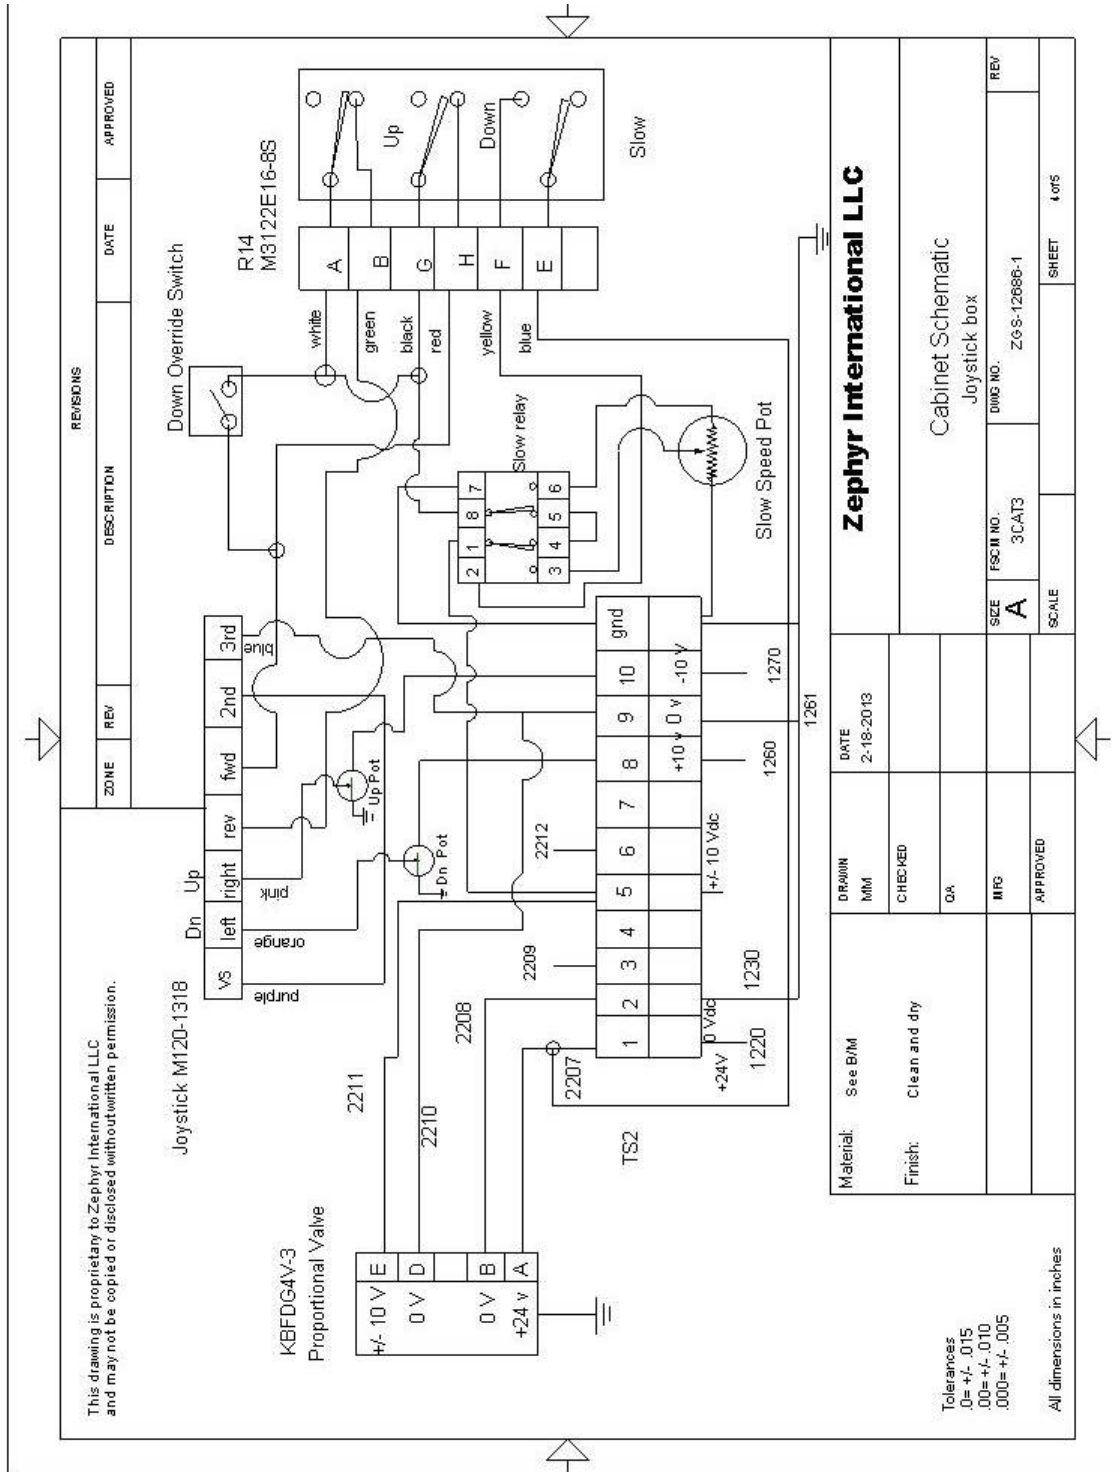 This drawing is proprietary to Zephyr International LLC
and may not be copied or disclosed without written permission.
REVISIONS
ZONE REV DESCRIPTION DATE APPROVED
Joystick M120-1318
Dn Up
VS left right rev fwd 2nd 3rd
purple orange pink blue
Down Override Switch
R14
M3122E16-8S
A
B
G
H
F
E
white
green
black
red
yellow
blue
Up
Down
Slow
KBFDG4V-3
Proportional Valve
+/- 10 V E
0 V D
0 V B
+24 v A
2211
2210
2208
2207
2209
2212
Up Pot
Dn Pot
Slow relay
2 1 8 7
3 4 5 6
Slow Speed Pot
TS2
1 2 3 4 5 6 7 8 9 10 gnd
+24V
0 Vdc
+/- 10 Vdc
+10 v 0 v -10 V
1220
1230
1260
1261
1270
Tolerances
.0= +/- .015
.00= +/- .010
.000= +/- .005
All dimensions in inches
Material: See B/M
Finish: Clean and dry
DRAWN
MM
DATE
2-18-2013
CHECKED
QA
MFG
APPROVED
Zephyr International LLC
Cabinet Schematic
Joystick box
SIZE
A
FSCM NO.
3CAT3
DWG NO.
ZGS-12686-1
REV
SCALE
SHEET 4 of 5